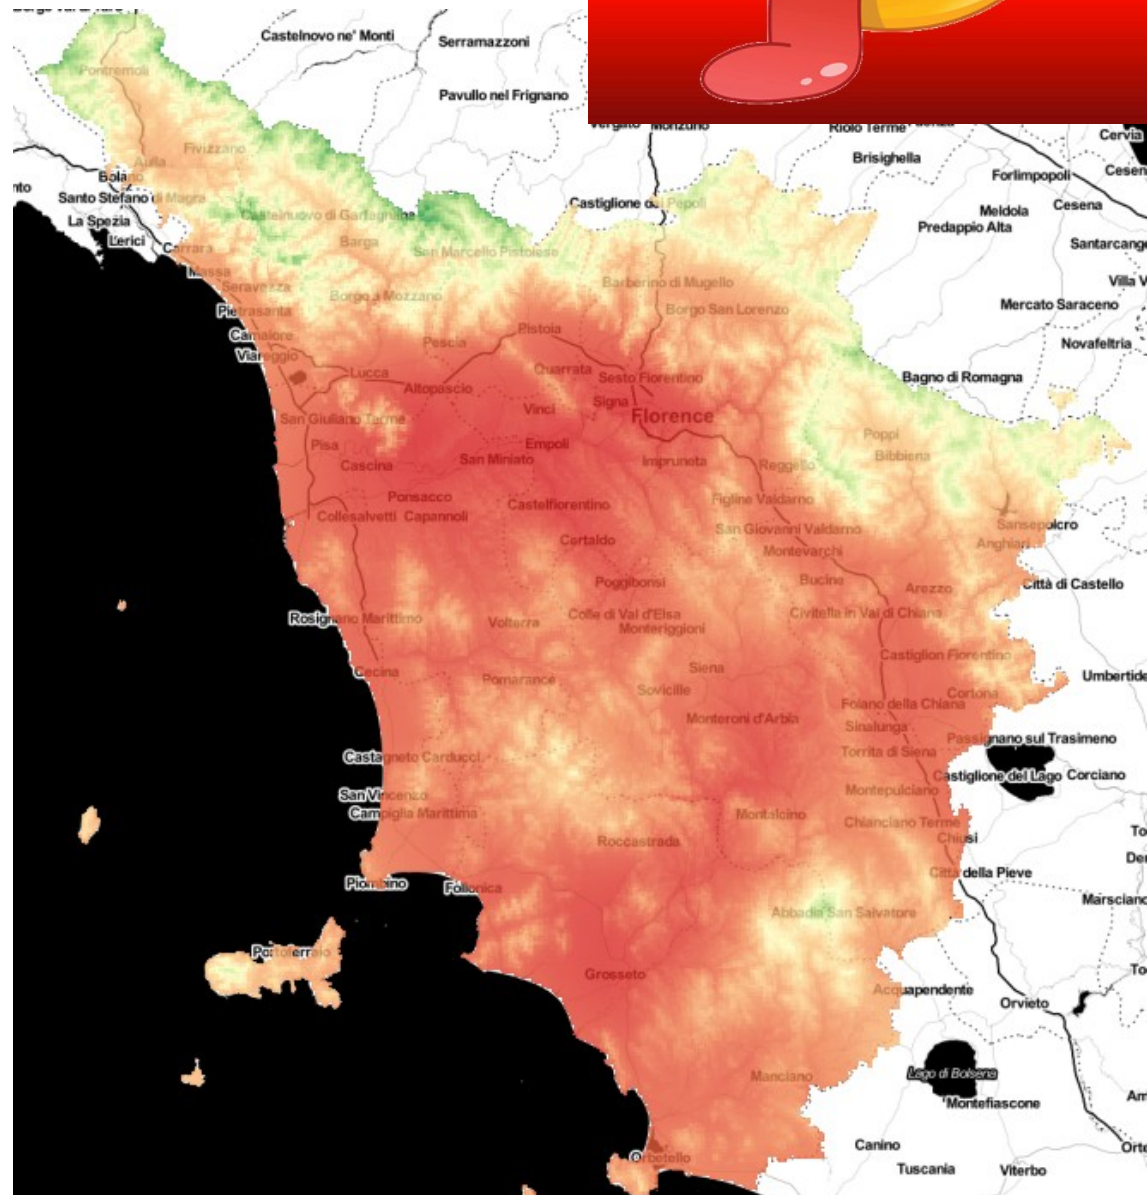 Castelnovo ne' Monti
Serramazzoni
Pontremoli
Pavullo nel Frignano
Riolo Terme
Cervia
Brisighella
Fivizzano
Aulla
Forlimpopoli
Bolano
Santo Stefano di Magra
Castiglione dei Pepoli
Meldola
Cesena
La Spezia
Castelnuovo di Garfagnana
Predappio Alta
Lerici
Carrara
Barga
San Marcello Pistoiese
Massa
Seravezza
Borgo a Mozzano
Barberino di Mugello
Borgo San Lorenzo
Mercato Saraceno
Pietrasanta
Camaiore
Viareggio
Pescia
Pistoia
Novafeltria
Lucca
Altopascio
Quarrata
Sesto Fiorentino
Bagno di Romagna
San Giuliano Terme
Vinci
Signa
Florence
Pisa
Empoli
Poppi
Cascina
San Miniato
Impruneta
Reggello
Bibbiena
Ponsacco
Castelfiorentino
Figline Valdarno
Collesalvetti
Capannoli
San Giovanni Valdarno
Sansepolcro
Certaldo
Montevarchi
Anghiari
Poggibonsi
Bucine
Arezzo
Città di Castello
Rosignano Marittimo
Volterra
Colle di Val d'Elsa
Monteriggioni
Civitella in Val di Chiana
Castiglion Fiorentino
Cecina
Pomarance
Siena
Sovicille
Umbertide
Cortona
Foiano della Chiana
Monteroni d'Arbia
Sinalunga
Passignano sul Trasimeno
Castagneto Carducci
Torrita di Siena
Castiglione del Lago
Corciano
San Vincenzo
Campiglia Marittima
Montepulciano
Montalcino
Chianciano Terme
Chiusi
Roccastrada
Città della Pieve
Piombino
Follonica
Marsciano
Abbadia San Salvatore
Portoferraio
Grosseto
Acquapendente
Orvieto
Lago di Bolsena
Manciano
Montefiascone
Canino
Orbetello
Tuscania
Viterbo